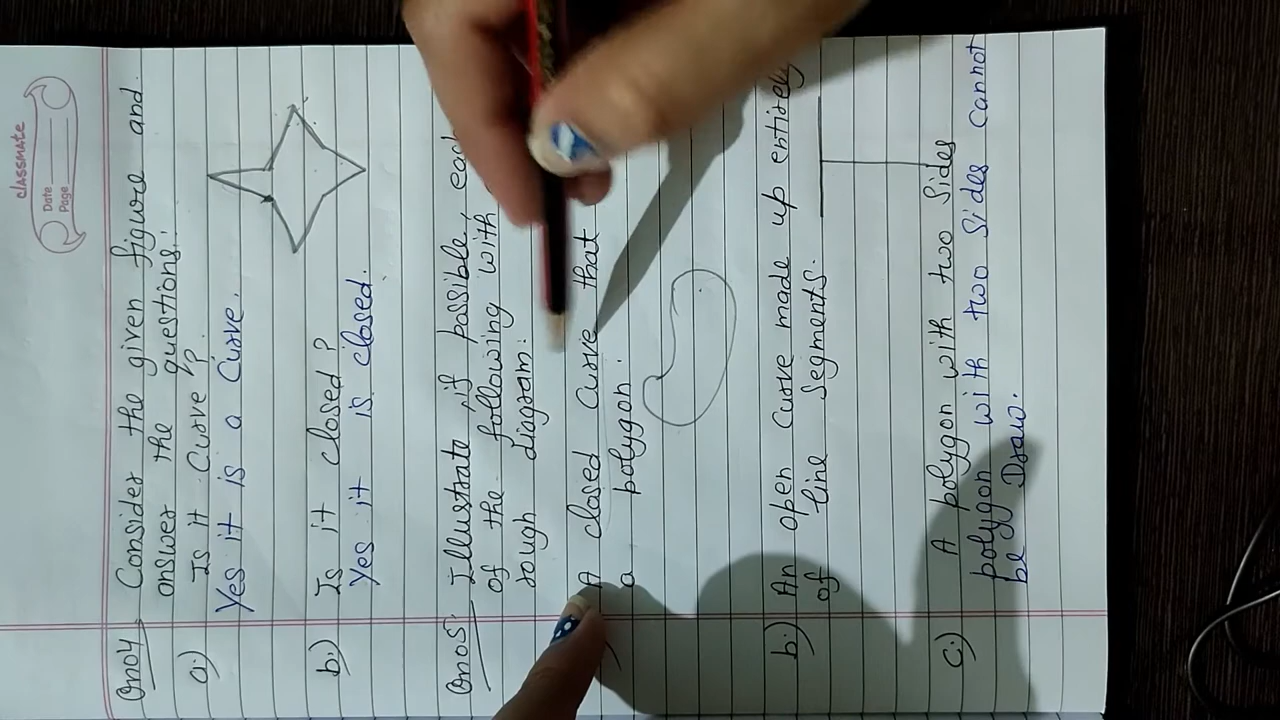 classmate
Date
Page
Qno4 Consider the given figure and
answer the questions:
a) Is it Curve?
Yes it is a Curve.
b.) Is it closed?
Yes it is closed.
Qno5: Illustrate, if possible, each
of the following with
rough diagram:
A closed Curve that
a polygon.
b.) An open Curve made up entirely
of line segments.
c.) A polygon with two sides
polygon with two sides cannot
be Draw.